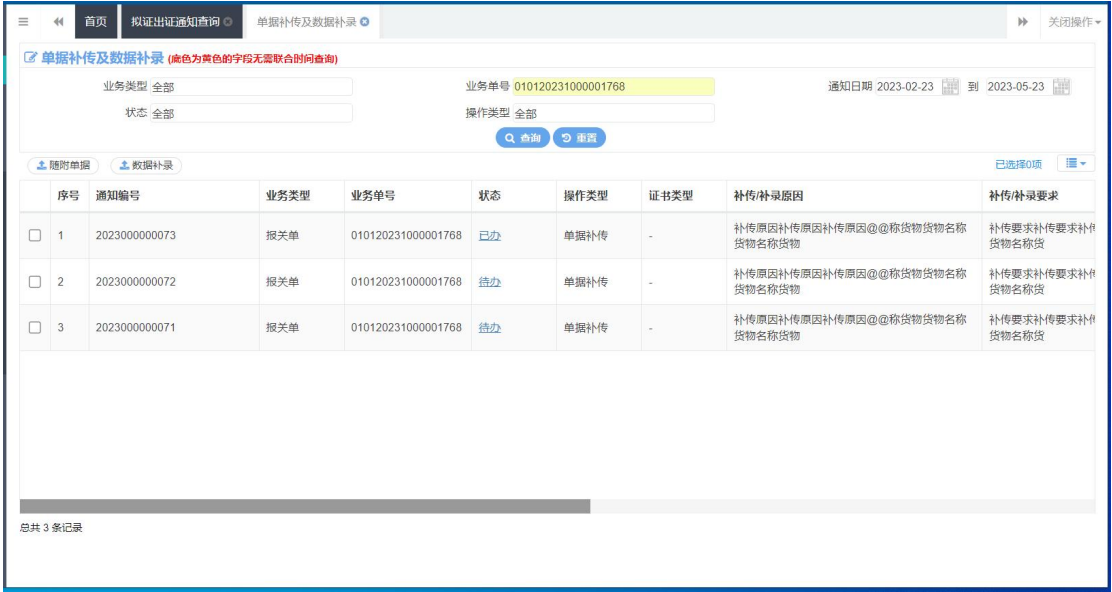 首页 拟证出证通知查询 单据补传及数据补录 关闭操作
单据补传及数据补录 (底色为黄色的字段无需联合时间查询)
业务类型 全部 业务单号 010120231000001768 通知日期 2023-02-23 到 2023-05-23
状态 全部 操作类型 全部
查询 重置
随附单据 数据补录 已选择0项
序号 通知编号 业务类型 业务单号 状态 操作类型 证书类型 补传/补录原因 补传/补录要求
1 2023000000073 报关单 010120231000001768 已办 单据补传 - 补传原因补传原因补传原因@@称货物货物名称 补传要求补传要求补传
货物名称货物 货物名称货
2 2023000000072 报关单 010120231000001768 待办 单据补传 - 补传原因补传原因补传原因@@称货物货物名称 补传要求补传要求补传
货物名称货物 货物名称货
3 2023000000071 报关单 010120231000001768 待办 单据补传 - 补传原因补传原因补传原因@@称货物货物名称 补传要求补传要求补传
货物名称货物 货物名称货
总共 3 条记录